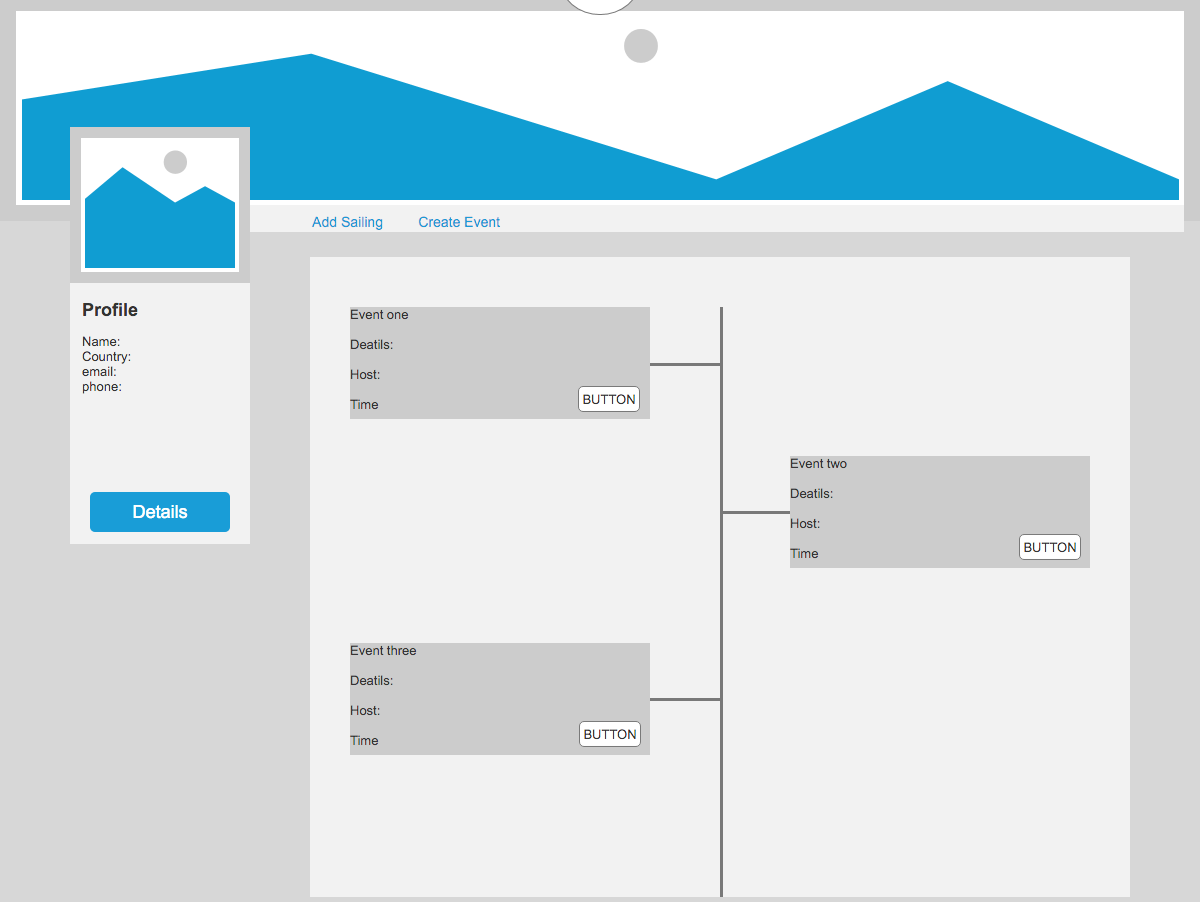 Add Sailing Create Event
Profile
Name:
Country:
email:
phone:
Details
Event one
Deatils:
Host:
Time
BUTTON
Event two
Deatils:
Host:
Time
BUTTON
Event three
Deatils:
Host:
Time
BUTTON